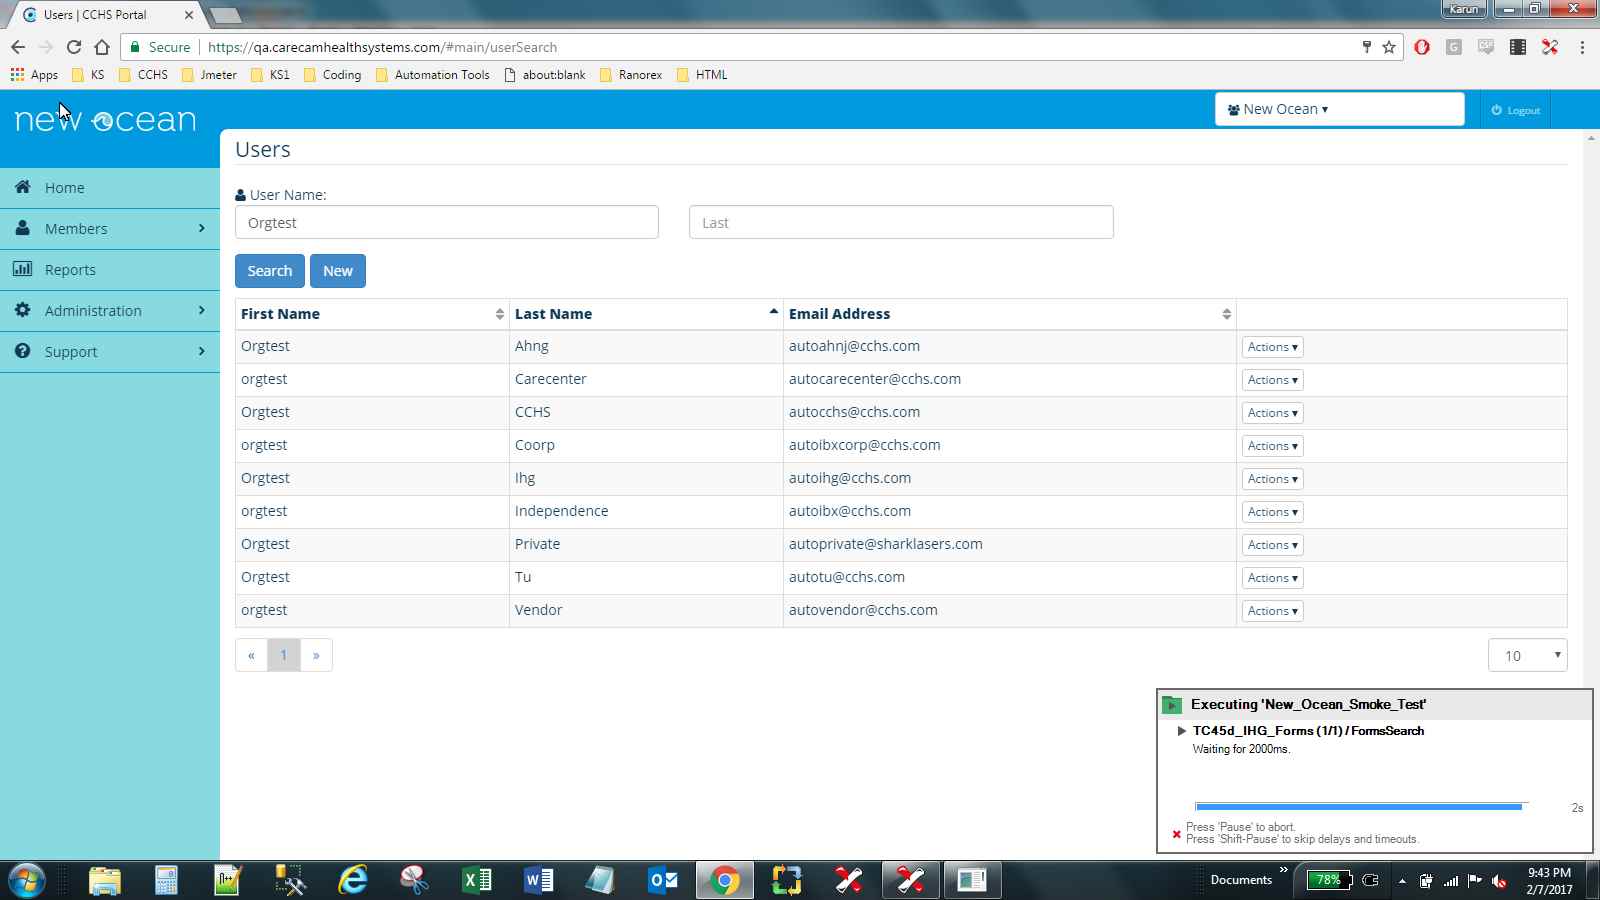 Users | CCHS Portal
Karun
Secure https://qa.carecamhealthsystems.com/#main/userSearch
Apps KS CCHS Jmeter KS1 Coding Automation Tools about:blank Ranorex HTML
new ocean
New Ocean ▾
Logout
Users
Home
Members
Reports
Administration
Support
User Name:
Orgtest Last
Search New
First Name Last Name Email Address
Orgtest Ahng autoahnj@cchs.com Actions ▾
orgtest Carecenter autocarecenter@cchs.com Actions ▾
Orgtest CCHS autocchs@cchs.com Actions ▾
orgtest Coorp autoibxcorp@cchs.com Actions ▾
Orgtest Ihg autoihg@cchs.com Actions ▾
orgtest Independence autoibx@cchs.com Actions ▾
Orgtest Private autoprivate@sharklasers.com Actions ▾
Orgtest Tu autotu@cchs.com Actions ▾
orgtest Vendor autovendor@cchs.com Actions ▾
« 1 » 10
Executing 'New_Ocean_Smoke_Test'
TC45d_IHG_Forms (1/1) / FormsSearch
Waiting for 2000ms.
2s
Press 'Pause' to abort.
Press 'Shift-Pause' to skip delays and timeouts.
Documents » 78% 9:43 PM
2/7/2017